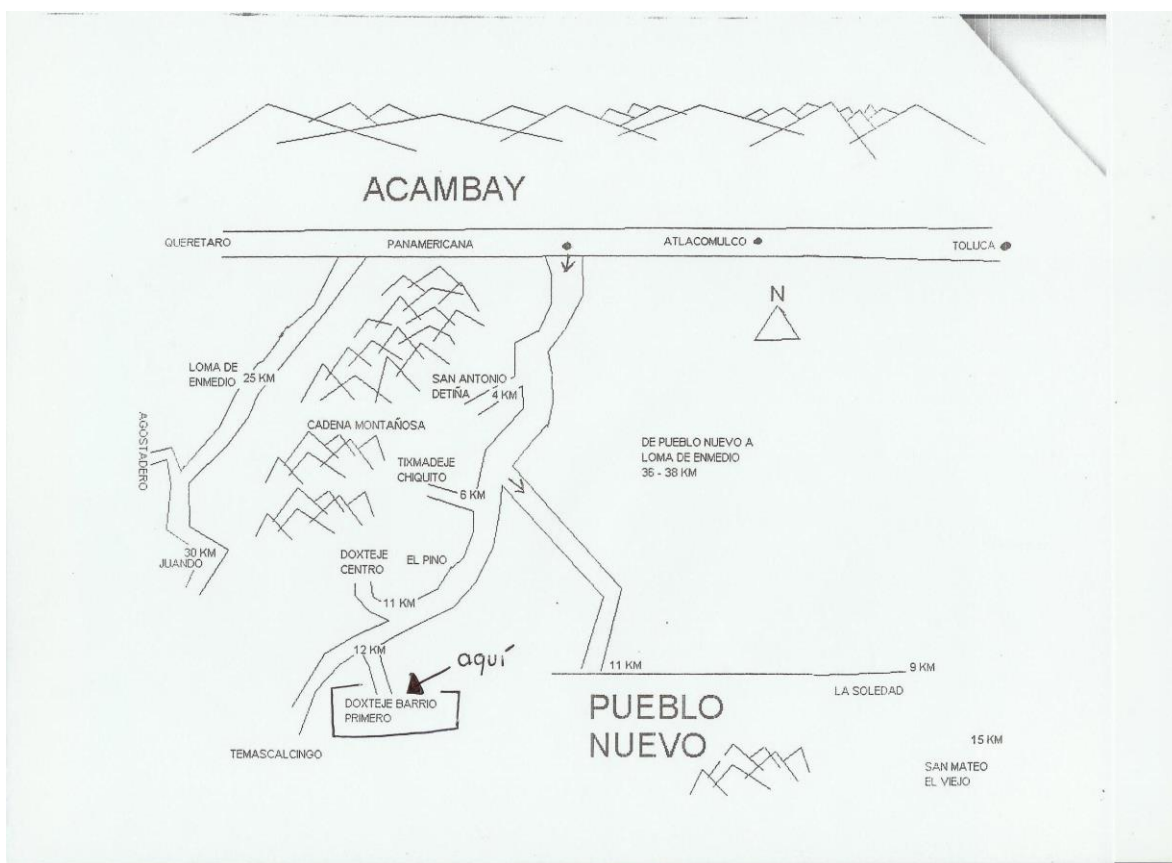 ACAMBAY
QUERETARO
PANAMERICANA
ATLACOMULCO
TOLUCA
N
LOMA DE
ENMEDIO
25 KM
SAN ANTONIO
DETIÑA
4 KM
AGOSTADERO
CADENA MONTAÑOSA
DE PUEBLO NUEVO A
LOMA DE ENMEDIO
36 - 38 KM
TIXMADEJE
CHIQUITO
6 KM
30 KM
JUANDO
DOXTEJE
CENTRO
EL PINO
11 KM
12 KM
aquí
DOXTEJE BARRIO
PRIMERO
TEMASCALCINGO
11 KM
9 KM
LA SOLEDAD
PUEBLO
NUEVO
15 KM
SAN MATEO
EL VIEJO